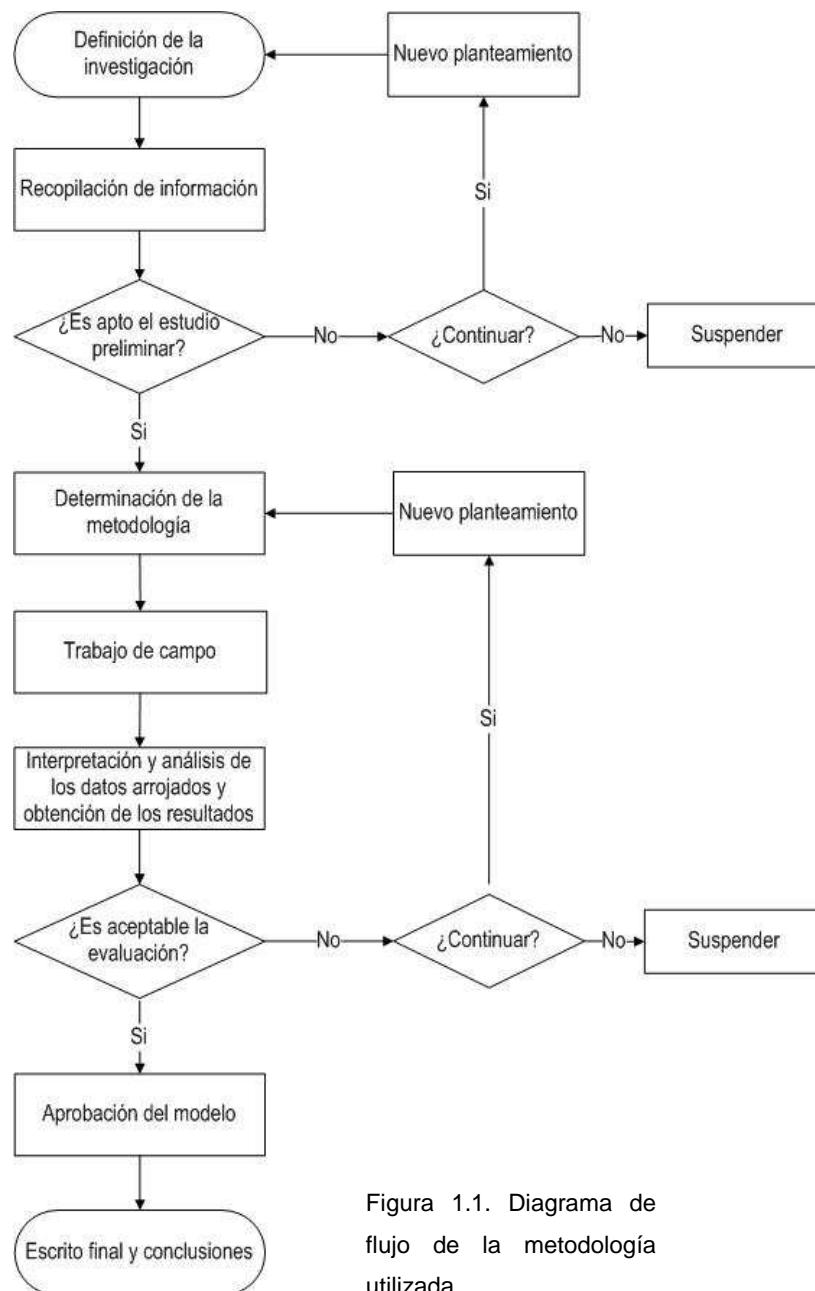 Definición de la
investigación
Nuevo planteamiento
Recopilación de información
Si
¿Es apto el estudio
preliminar?
No
¿Continuar?
No
Suspender
Si
Determinación de la
metodología
Nuevo planteamiento
Trabajo de campo
Si
Interpretación y análisis de
los datos arrojados y
obtención de los resultados
¿Es aceptable la
evaluación?
No
¿Continuar?
No
Suspender
Si
Aprobación del modelo
Escrito final y conclusiones
Figura 1.1. Diagrama de
flujo de la metodología
utilizada